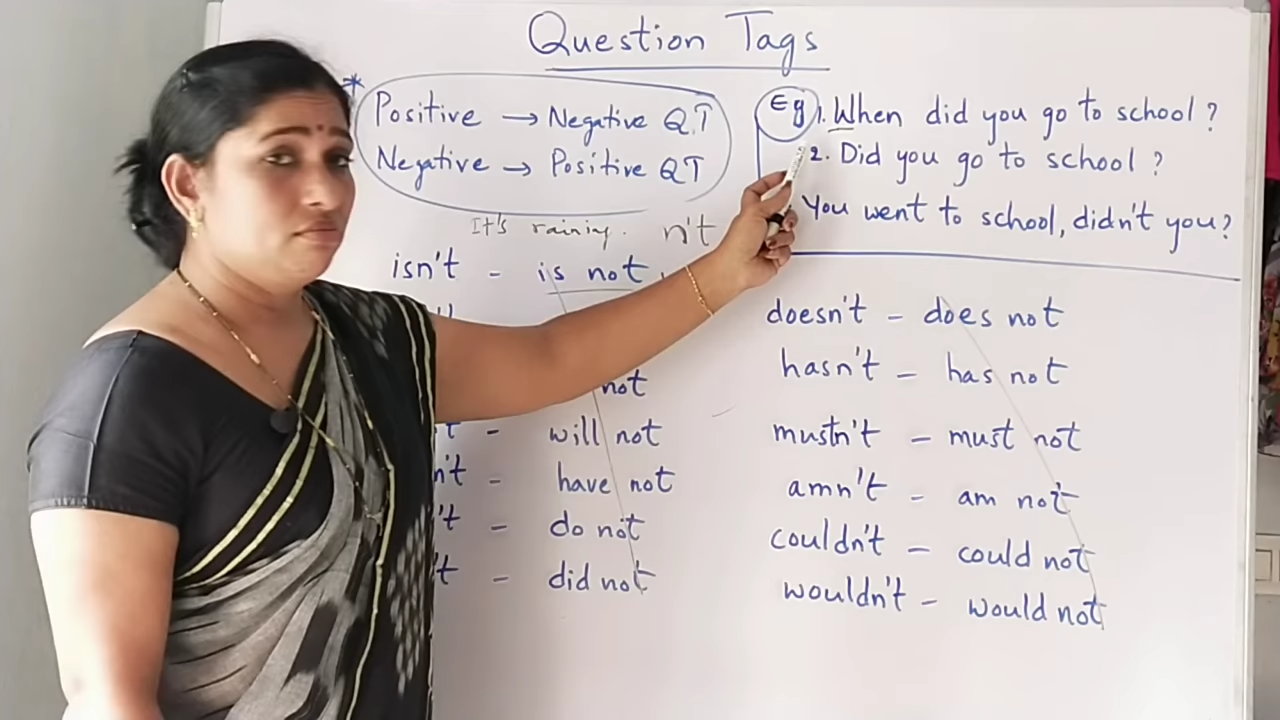 Question Tags
* Positive → Negative QT
Negative → Positive QT
Eg 1. When did you go to school ?
2. Did you go to school ?
You went to school, didn't you?
It's raining. n't
isn't - is not
not
will not
n't - have not
't - do not
't - did not
doesn't - does not
hasn't - has not
mustn't - must not
amn't - am not
couldn't - could not
wouldn't - would not